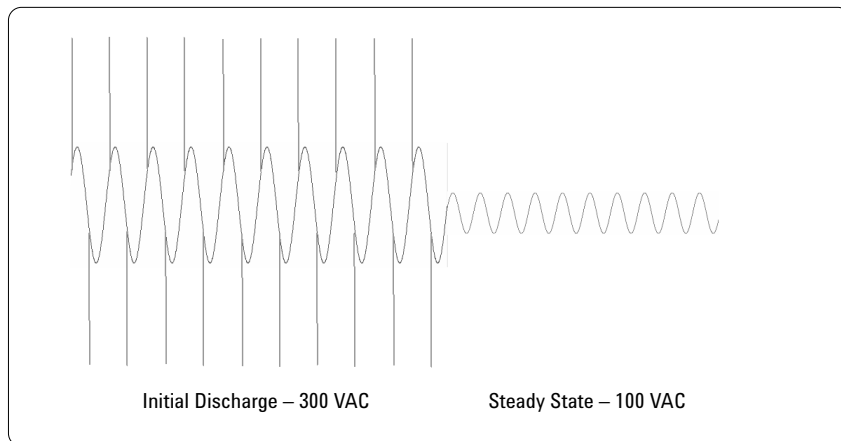 Initial Discharge – 300 VAC
Steady State – 100 VAC